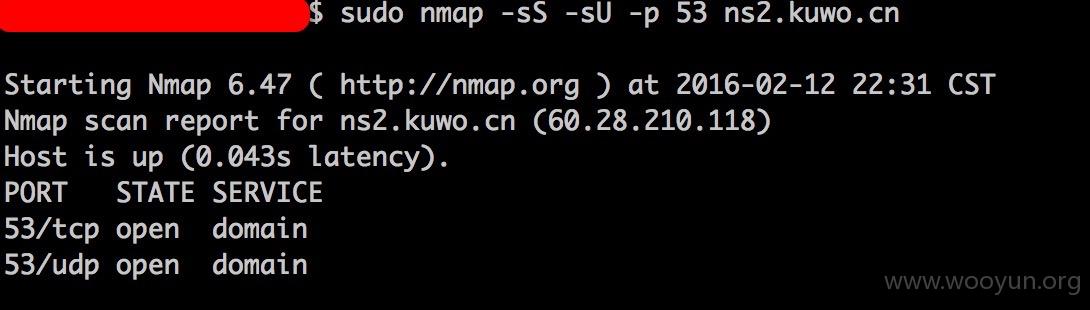 $ sudo nmap -sS -sU -p 53 ns2.kuwo.cn
Starting Nmap 6.47 ( http://nmap.org ) at 2016-02-12 22:31 CST
Nmap scan report for ns2.kuwo.cn (60.28.210.118)
Host is up (0.043s latency).
PORT   STATE SERVICE
53/tcp open  domain
53/udp open  domain
www.wooyun.org